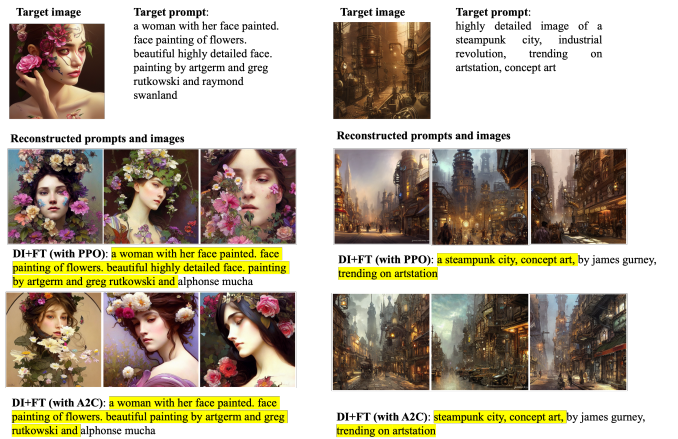 Target image
Target prompt:
a woman with her face painted.
face painting of flowers.
beautiful highly detailed face.
painting by artgerm and greg
rutkowski and raymond
swanland
Reconstructed prompts and images
DI+FT (with PPO): a woman with her face painted. face
painting of flowers. beautiful highly detailed face. painting
by artgerm and greg rutkowski and alphonse mucha
DI+FT (with A2C): a woman with her face painted. face
painting of flowers. beautiful painting by artgerm and greg
rutkowski and alphonse mucha
Target image
Target prompt:
highly detailed image of a
steampunk city, industrial
revolution, trending on
artstation, concept art
Reconstructed prompts and images
DI+FT (with PPO): a steampunk city, concept art, by james gurney,
trending on artstation
DI+FT (with A2C): steampunk city, concept art, by james gurney,
trending on artstation